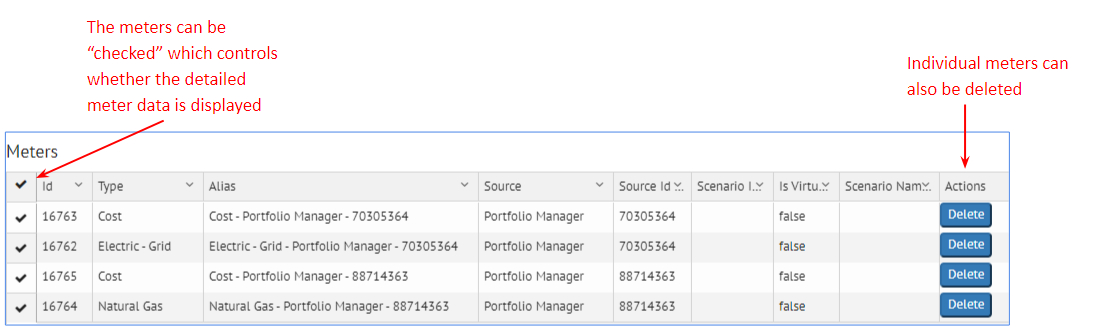 The meters can be
“checked” which controls
whether the detailed
meter data is displayed
Individual meters can
also be deleted
Meters
Id Type Alias Source Source Id ... Scenario I... Is Virtu... Scenario Nam... Actions
16763 Cost Cost - Portfolio Manager - 70305364 Portfolio Manager 70305364 false Delete
16762 Electric - Grid Electric - Grid - Portfolio Manager - 70305364 Portfolio Manager 70305364 false Delete
16765 Cost Cost - Portfolio Manager - 88714363 Portfolio Manager 88714363 false Delete
16764 Natural Gas Natural Gas - Portfolio Manager - 88714363 Portfolio Manager 88714363 false Delete